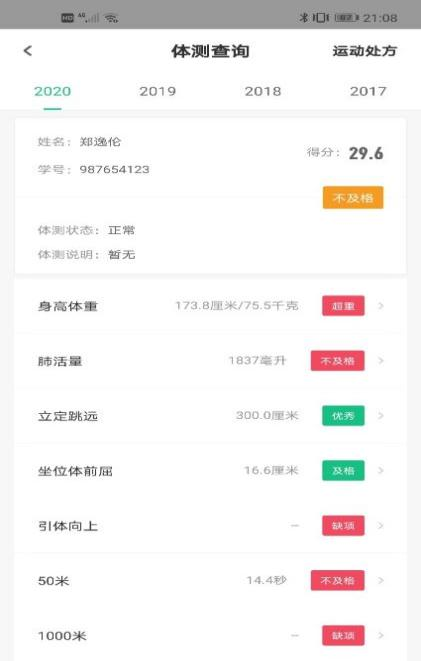 HD 4G 21:08
体测查询 运动处方
2020 2019 2018 2017
姓名：郑逸伦
得分：29.6
学号：987654123
不及格
体测状态：正常
体测说明：暂无
身高体重 173.8厘米/75.5千克 超重
肺活量 1837毫升 不及格
立定跳远 300.0厘米 优秀
坐位体前屈 16.6厘米 及格
引体向上 -- 缺项
50米 14.4秒 不及格
1000米 -- 缺项